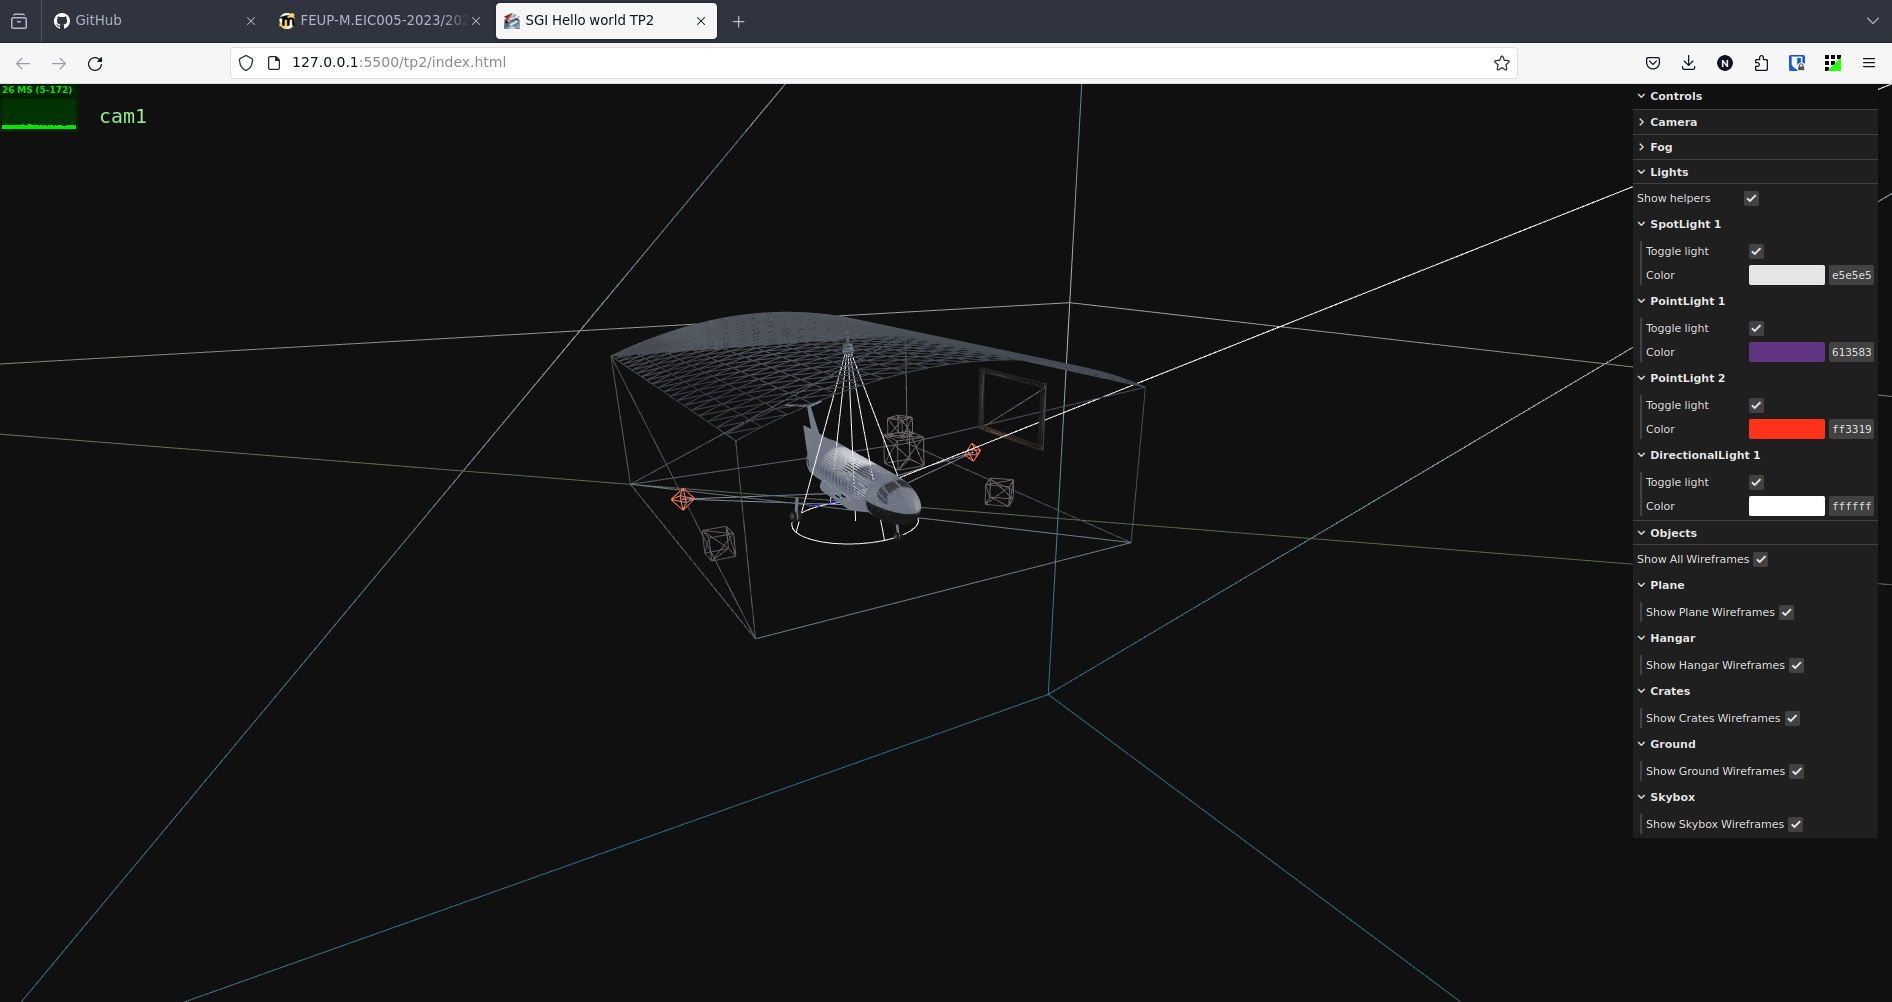 GitHub
FEUP-M.EIC005-2023/202
SGI Hello world TP2
127.0.0.1:5500/tp2/index.html
N
26 MS (5-172)
cam1
Controls
Camera
Fog
Lights
Show helpers
SpotLight 1
Toggle light
Color e5e5e5
PointLight 1
Toggle light
Color 613583
PointLight 2
Toggle light
Color ff3319
DirectionalLight 1
Toggle light
Color ffffff
Objects
Show All Wireframes
Plane
Show Plane Wireframes
Hangar
Show Hangar Wireframes
Crates
Show Crates Wireframes
Ground
Show Ground Wireframes
Skybox
Show Skybox Wireframes